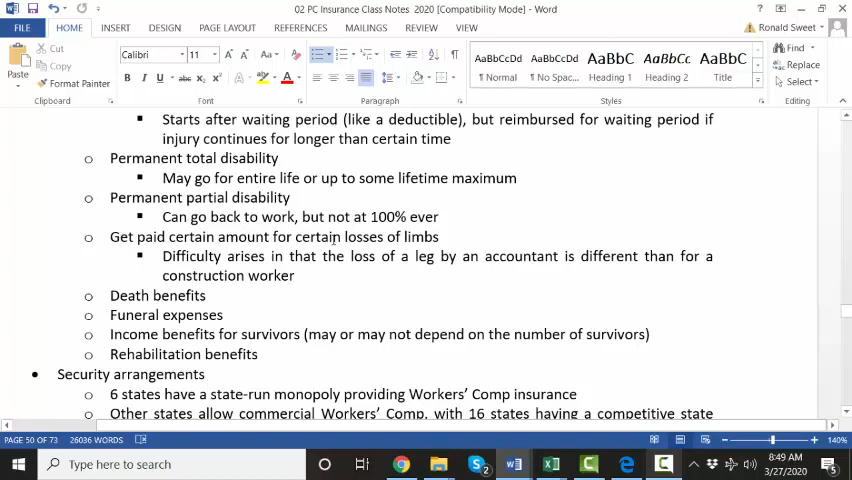 02 PC Insurance Class Notes 2020 [Compatibility Mode] - Word
FILE HOME INSERT DESIGN PAGE LAYOUT REFERENCES MAILINGS REVIEW VIEW Ronald Sweet
Paste Cut Copy Format Painter
Calibri 11
AaBbCcDd AaBbCcDd AaBbC AaBbCc AaBbC
¶ Normal ¶ No Spac... Heading 1 Heading 2 Title
Find Replace Select
Clipboard Font Paragraph Styles Editing
Starts after waiting period (like a deductible), but reimbursed for waiting period if
injury continues for longer than certain time
Permanent total disability
May go for entire life or up to some lifetime maximum
Permanent partial disability
Can go back to work, but not at 100% ever
Get paid certain amount for certain losses of limbs
Difficulty arises in that the loss of a leg by an accountant is different than for a
construction worker
Death benefits
Funeral expenses
Income benefits for survivors (may or may not depend on the number of survivors)
Rehabilitation benefits
Security arrangements
6 states have a state-run monopoly providing Workers' Comp insurance
Other states allow commercial Workers' Comp, with 16 states having a competitive state
PAGE 50 OF 73 26036 WORDS 140%
Type here to search
8:49 AM
3/27/2020